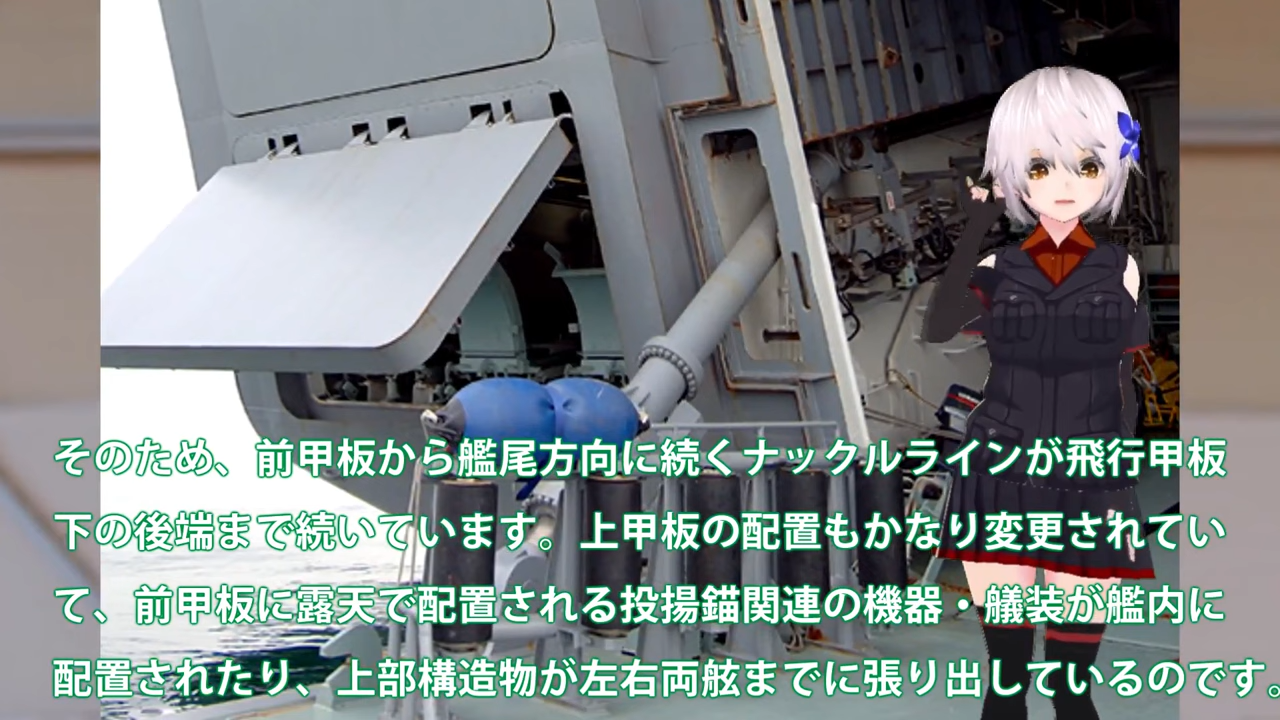 そのため、前甲板から艦尾方向に続くナックルラインが飛行甲板
下の後端まで続いています。上甲板の配置もかなり変更されてい
て、前甲板に露天で配置される投揚錨関連の機器・艤装が艦内に
配置されたり、上部構造物が左右両舷までに張り出しているのです。